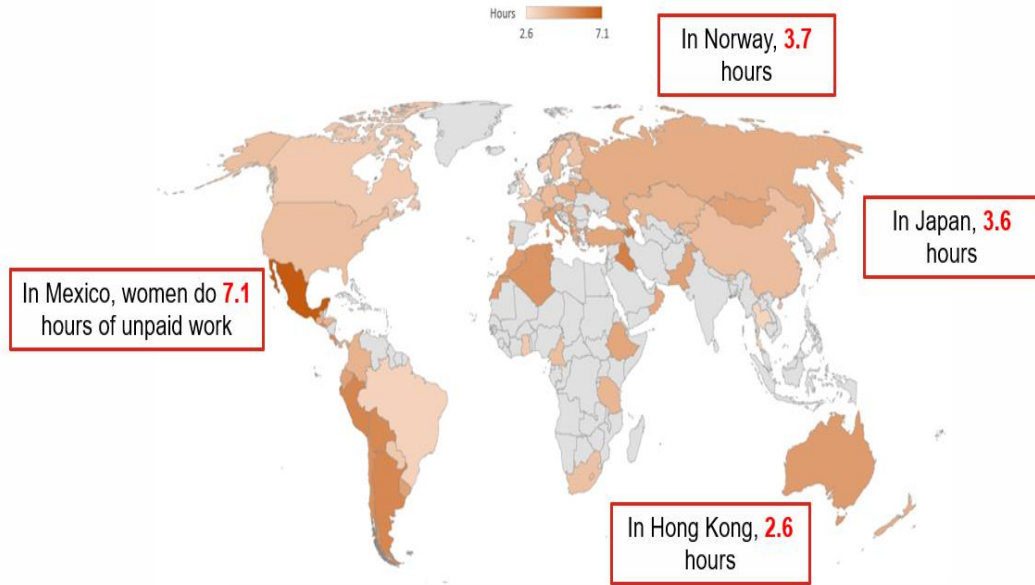 Hours
2.6 7.1
In Norway, 3.7
hours
In Japan, 3.6
hours
In Mexico, women do 7.1
hours of unpaid work
In Hong Kong, 2.6
hours